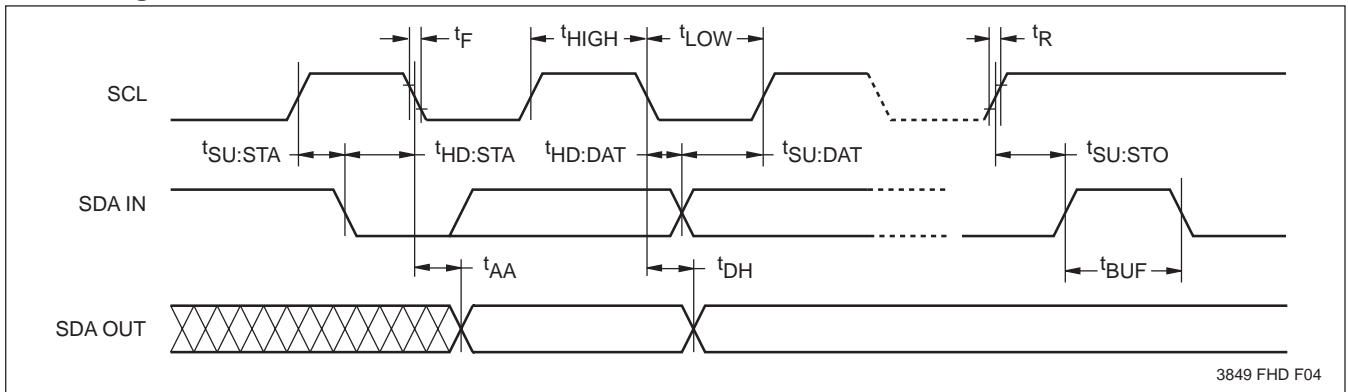 tF
tHIGH
tLOW
tR
SCL
tSU:STA
tHD:STA
tHD:DAT
tSU:DAT
tSU:STO
SDA IN
tAA
tDH
tBUF
SDA OUT
3849 FHD F04